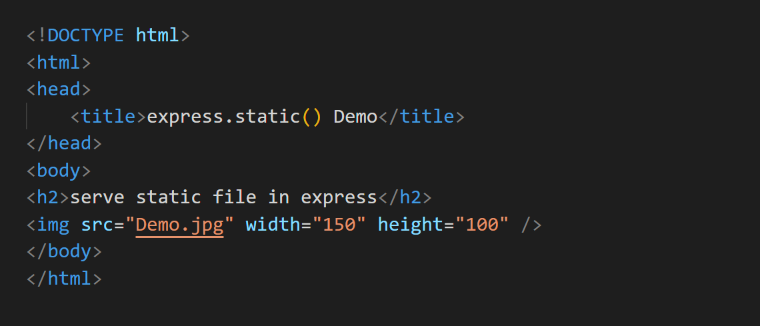 <!DOCTYPE html>
<html>
<head>
    <title>express.static() Demo</title>
</head>
<body>
<h2>serve static file in express</h2>
<img src="Demo.jpg" width="150" height="100" />
</body>
</html>